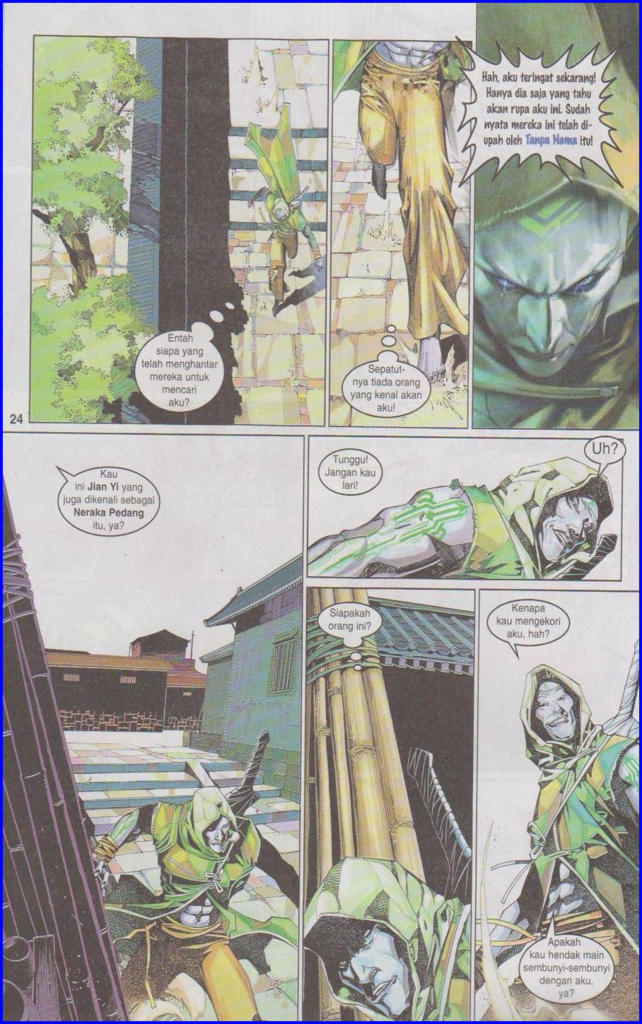 Entah
siapa yang
telah menghantar
mereka untuk
mencari
aku?
Sepatut-
nya tiada orang
yang kenal akan
aku!
Hah, aku teringat sekarang!
Hanya dia saja yang tahu
akan rupa aku ini. Sudah
nyata mereka ini telah di-
upah oleh Tanpa Nama itu!
24
Kau
ini Jian Yi yang
juga dikenali sebagai
Neraka Pedang
itu, ya?
Tunggu!
Jangan kau
lari!
Uh?
Siapakah
orang ini?
Kenapa
kau mengekori
aku, hah?
Apakah
kau hendak main
sembunyi-sembunyi
dengan aku,
ya?